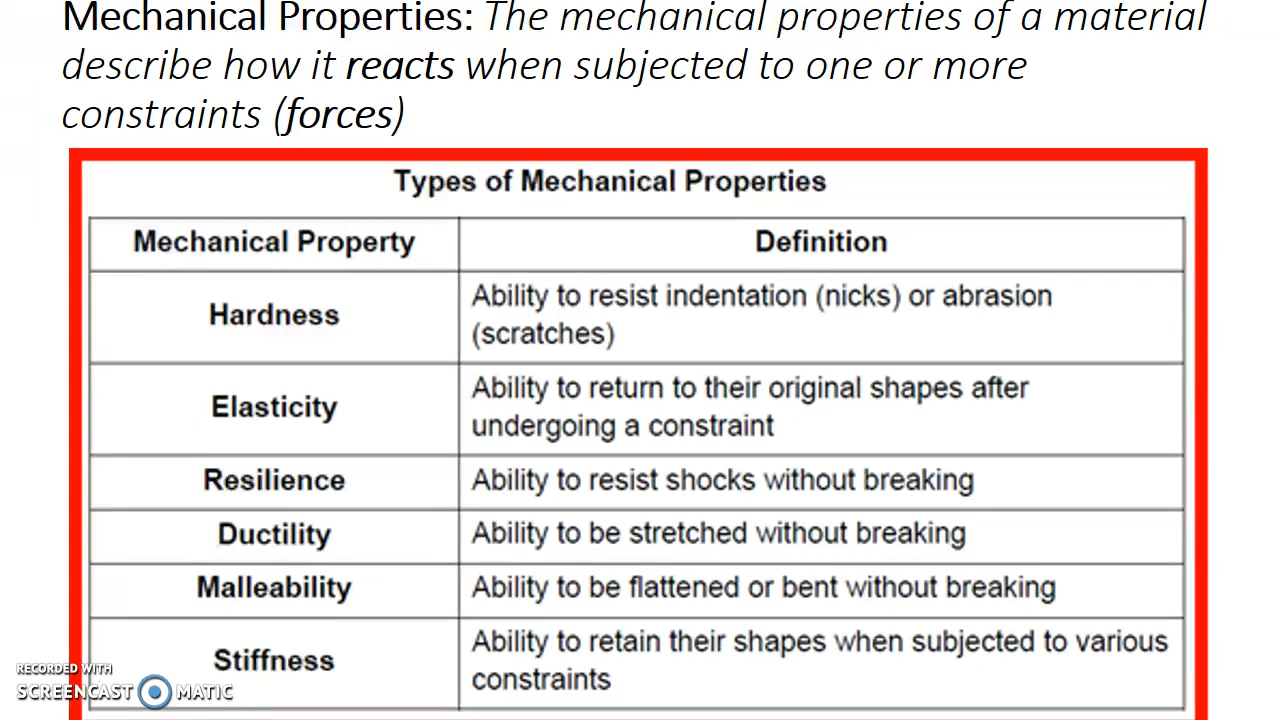 Mechanical Properties: The mechanical properties of a material
describe how it reacts when subjected to one or more
constraints (forces)
Types of Mechanical Properties
Mechanical Property
Definition
Hardness
Ability to resist indentation (nicks) or abrasion
(scratches)
Elasticity
Ability to return to their original shapes after
undergoing a constraint
Resilience
Ability to resist shocks without breaking
Ductility
Ability to be stretched without breaking
Malleability
Ability to be flattened or bent without breaking
Stiffness
Ability to retain their shapes when subjected to various
constraints
RECORDED WITH
SCREENCAST MATIC